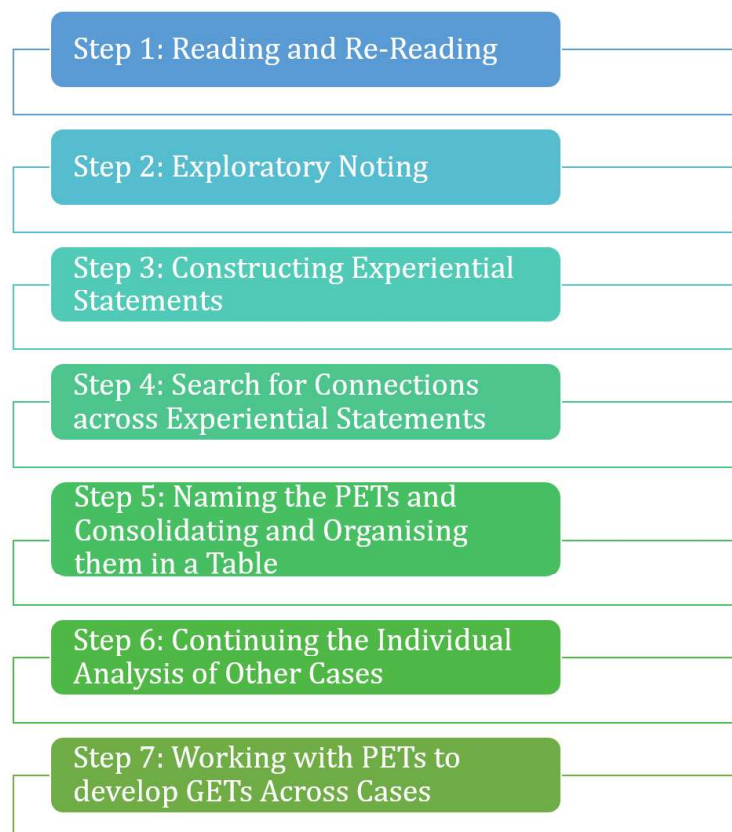 Step 1: Reading and Re-Reading
Step 2: Exploratory Noting
Step 3: Constructing Experiential
Statements
Step 4: Search for Connections
across Experiential Statements
Step 5: Naming the PETs and
Consolidating and Organising
them in a Table
Step 6: Continuing the Individual
Analysis of Other Cases
Step 7: Working with PETs to
develop GETs Across Cases